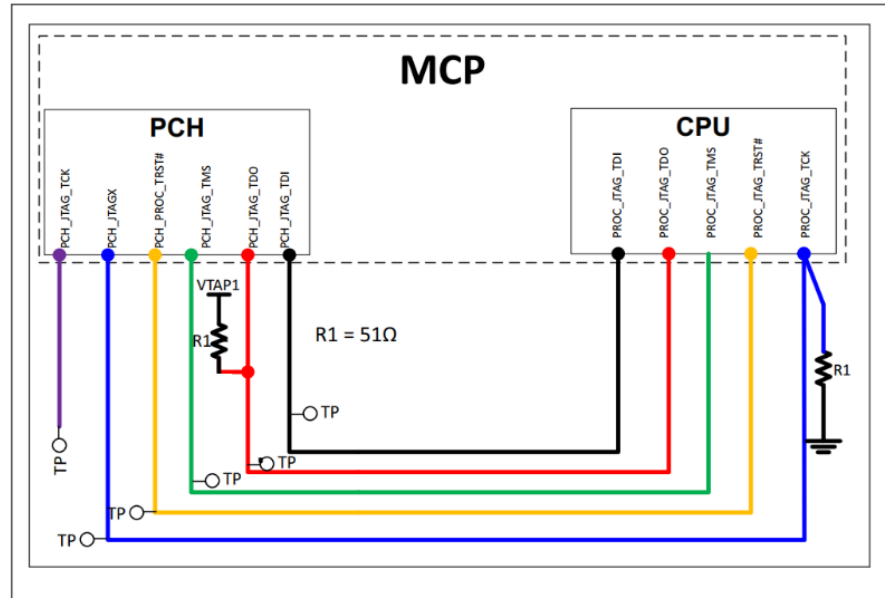 MCP
PCH
CPU
PCH_JTAG_TCK
PCH_JTAGX
PCH_PROC_TRST#
PCH_JTAG_TMS
PCH_JTAG_TDO
PCH_JTAG_TDI
PROC_JTAG_TDI
PROC_JTAG_TDO
PROC_JTAG_TMS
PROC_JTAG_TRST#
PROC_JTAG_TCK
VTAP1
R1
R1 = 51Ω
R1
TP
TP
TP
TP
TP
TP